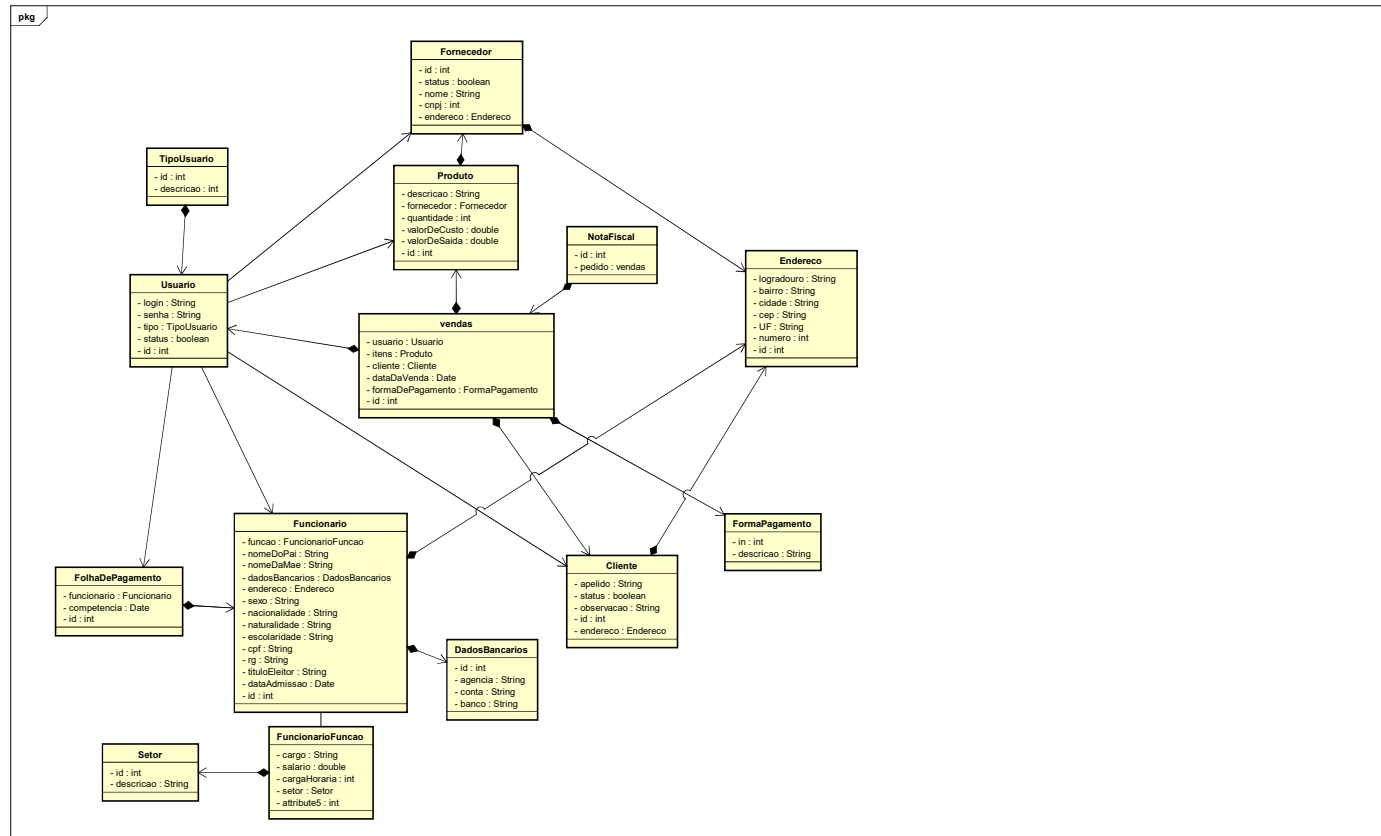 pkg
Fornecedor
- id : int
- status : boolean
- nome : String
- cnpj : int
- endereco : Endereco
TipoUsuario
- id : int
- descricao : int
Produto
- descricao : String
- fornecedor : Fornecedor
- quantidade : int
- valorDeCusto : double
- valorDeSaida : double
- id : int
NotaFiscal
- id : int
- pedido : vendas
Endereco
- logradouro : String
- bairro : String
- cidade : String
- cep : String
- UF : String
- numero : int
- id : int
Usuario
- login : String
- senha : String
- tipo : TipoUsuario
- status : boolean
- id : int
vendas
- usuario : Usuario
- itens : Produto
- cliente : Cliente
- dataDaVenda : Date
- formaDePagamento : FormaPagamento
- id : int
Funcionario
- funcao : FuncionarioFuncao
- nomeDoPai : String
- nomeDaMae : String
- dadosBancarios : DadosBancarios
- endereco : Endereco
- sexo : String
- nacionalidade : String
- naturalidade : String
- escolaridade : String
- cpf : String
- rg : String
- tituloEleitor : String
- dataAdmissao : Date
- id : int
FormaPagamento
- in : int
- descricao : String
Cliente
- apelido : String
- status : boolean
- observacao : String
- id : int
- endereco : Endereco
FolhaDePagamento
- funcionario : Funcionario
- competencia : Date
- id : int
DadosBancarios
- id : int
- agencia : String
- conta : String
- banco : String
FuncionarioFuncao
- cargo : String
- salario : double
- cargaHoraria : int
- setor : Setor
- attribute5 : int
Setor
- id : int
- descricao : String